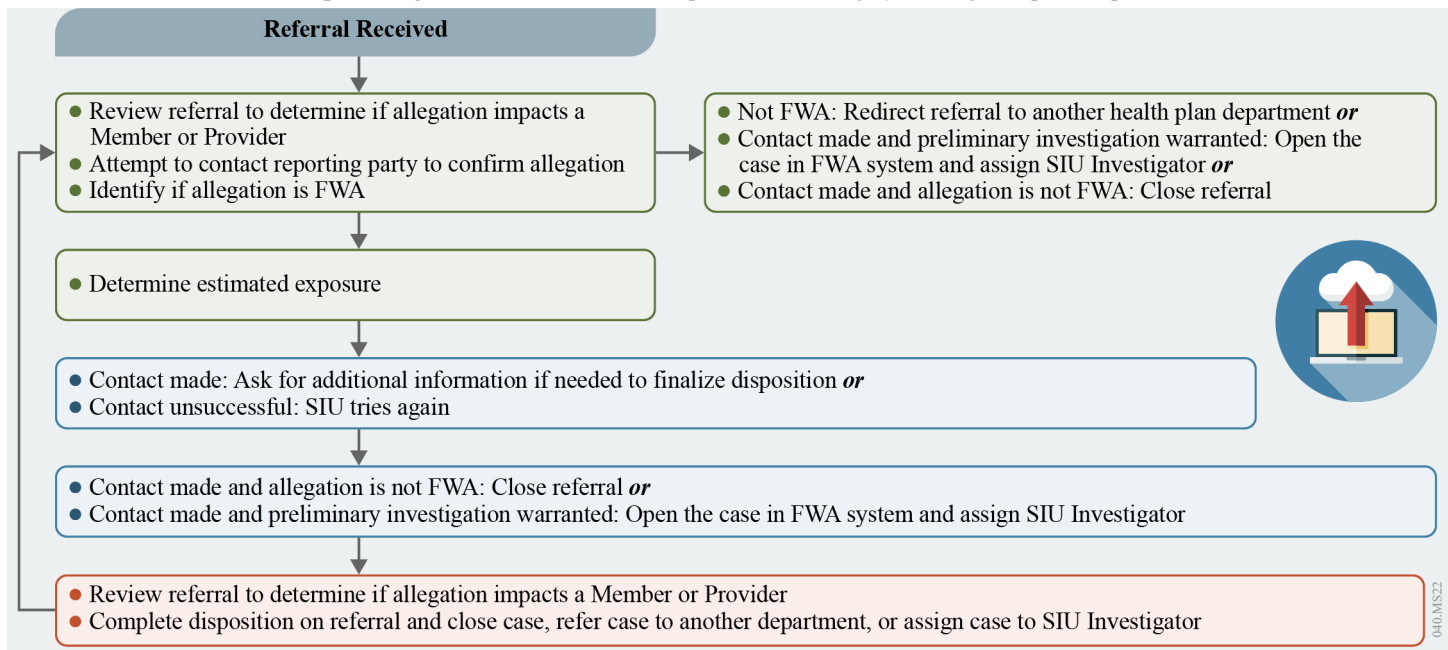 Referral Received
● Review referral to determine if allegation impacts a
Member or Provider
● Attempt to contact reporting party to confirm allegation
● Identify if allegation is FWA
● Not FWA: Redirect referral to another health plan department or
● Contact made and preliminary investigation warranted: Open the
case in FWA system and assign SIU Investigator or
● Contact made and allegation is not FWA: Close referral
● Determine estimated exposure
● Contact made: Ask for additional information if needed to finalize disposition or
● Contact unsuccessful: SIU tries again
● Contact made and allegation is not FWA: Close referral or
● Contact made and preliminary investigation warranted: Open the case in FWA system and assign SIU Investigator
● Review referral to determine if allegation impacts a Member or Provider
● Complete disposition on referral and close case, refer case to another department, or assign case to SIU Investigator
040.MS22